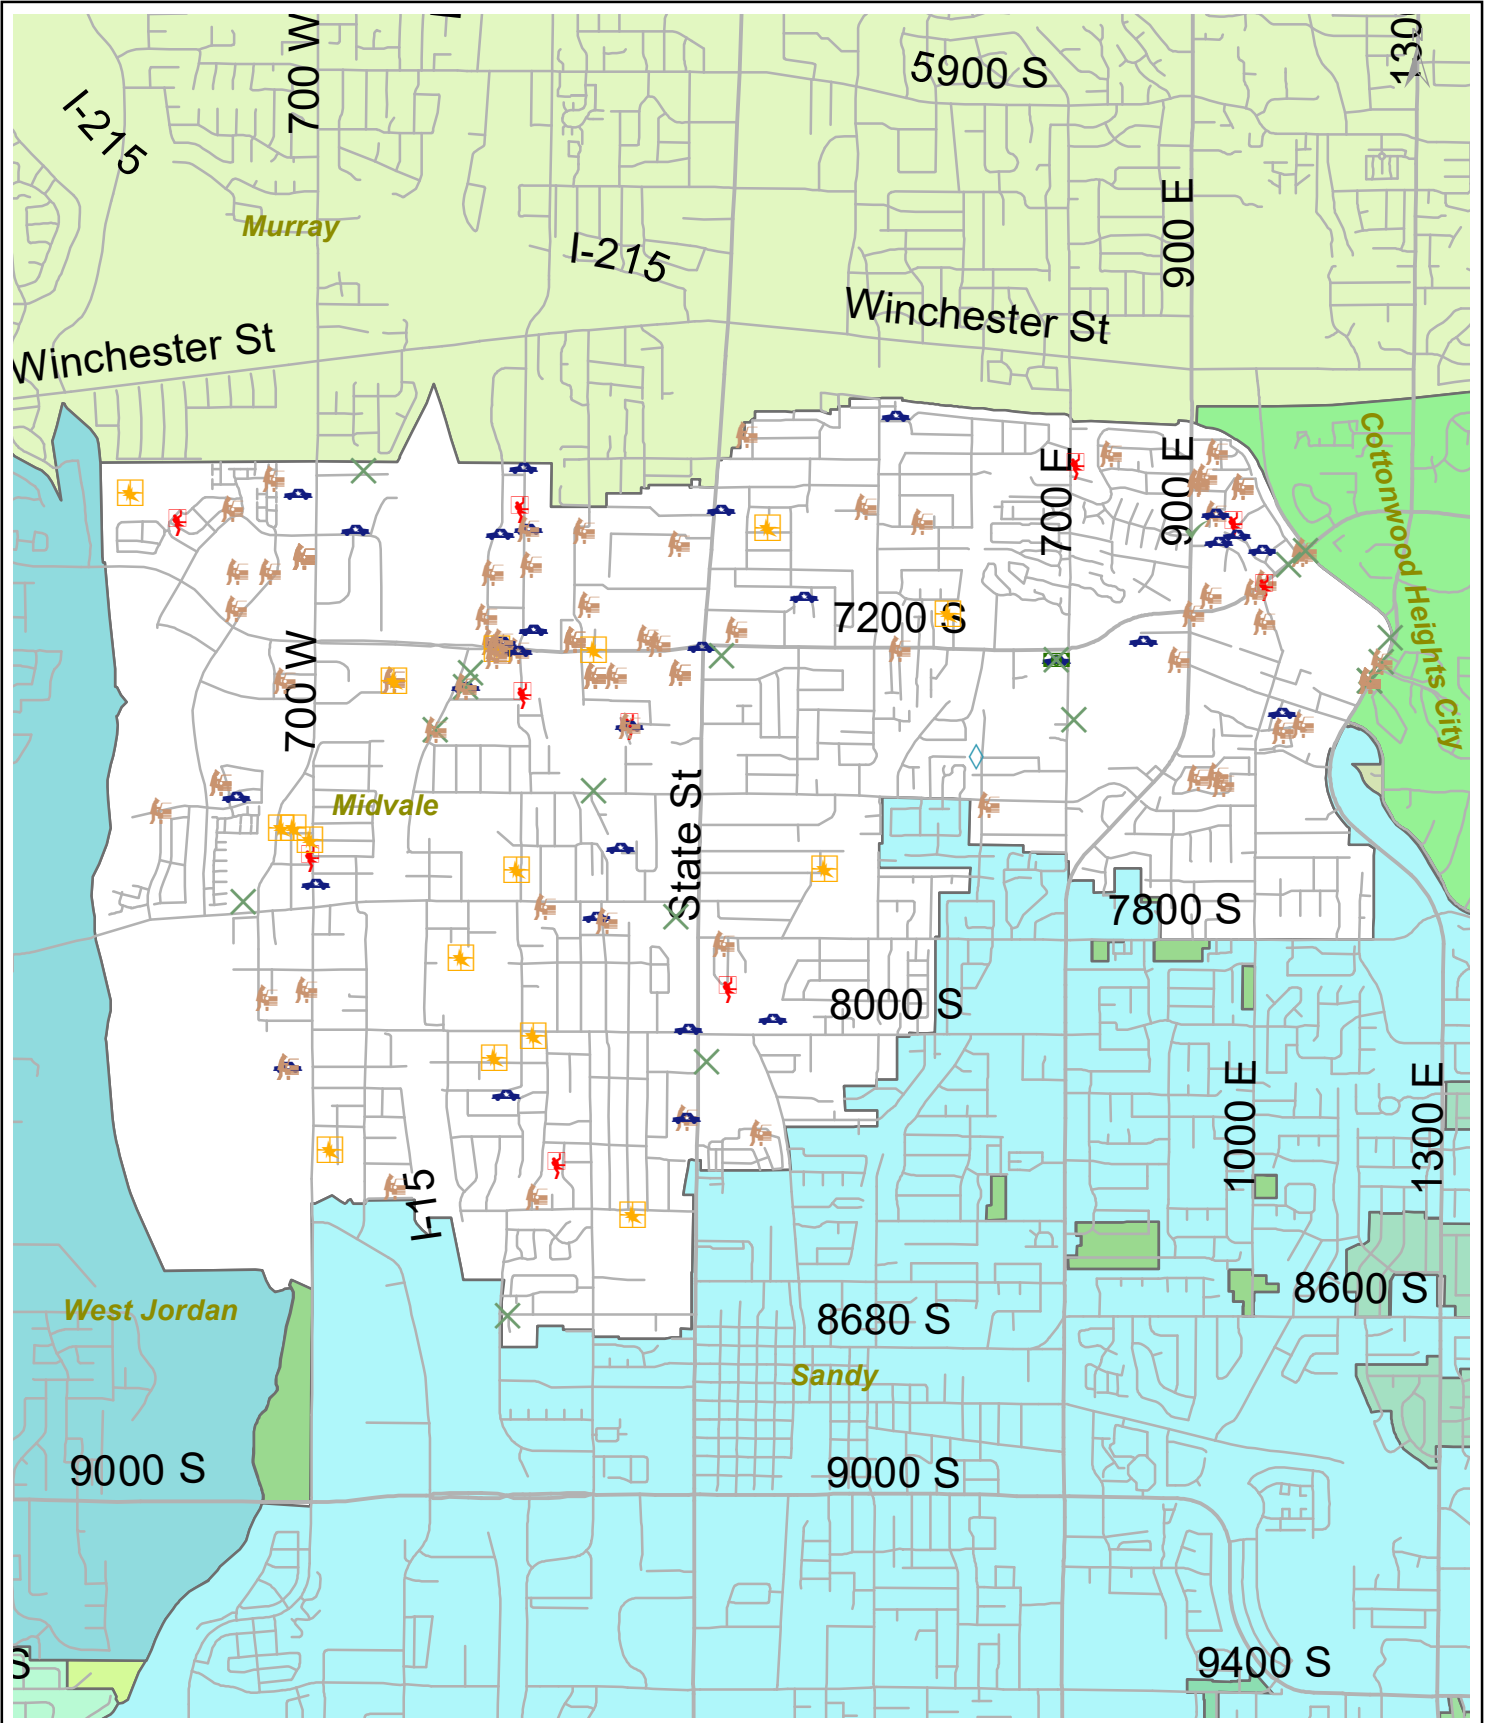 700 W
130
5900 S
I-215
900 E
Murray
I-215
Winchester St
Winchester St
Cottonwood Heights City
700 E
900 E
7200 S
700 W
Midvale
State St
7800 S
8000 S
1000 E
1300 E
I-15
8600 S
West Jordan
8680 S
Sandy
9000 S
9000 S
S
9400 S